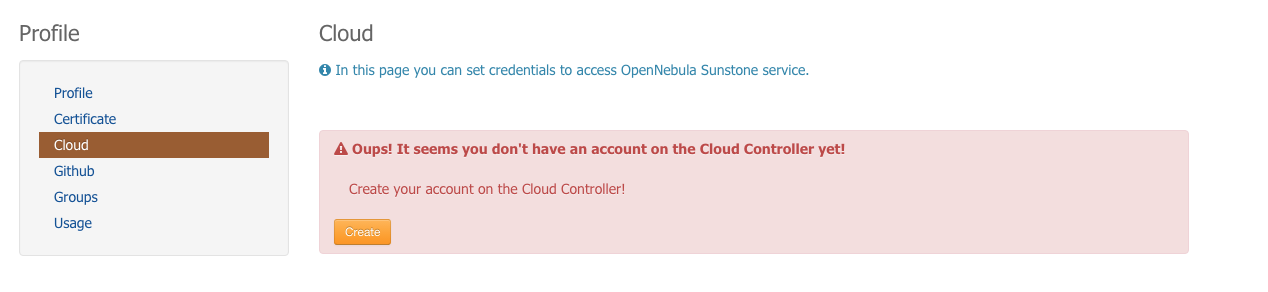 Profile
Profile
Certificate
Cloud
Github
Groups
Usage
Cloud
In this page you can set credentials to access OpenNebula Sunstone service.
Oups! It seems you don't have an account on the Cloud Controller yet!
Create your account on the Cloud Controller!
Create